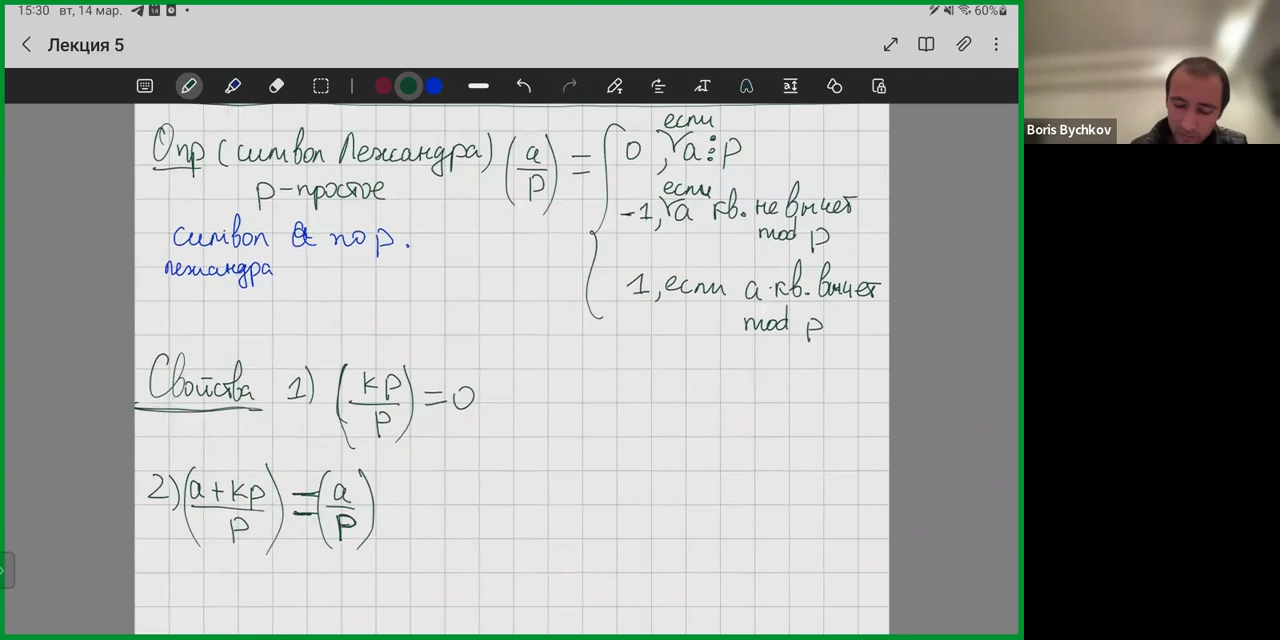 15:30 вт, 14 мар.
60%
Лекция 5
Boris Bychkov
Опр (символ Лежандра) (a/p) = { 0, если a ⋮ p
p - простое
-1, если a кв. невычет mod p
символ a по p.
Лежандра
1, если a кв. вычет mod p
Свойства 1) (kp/p) = 0
2) (a+kp/p) = (a/p)